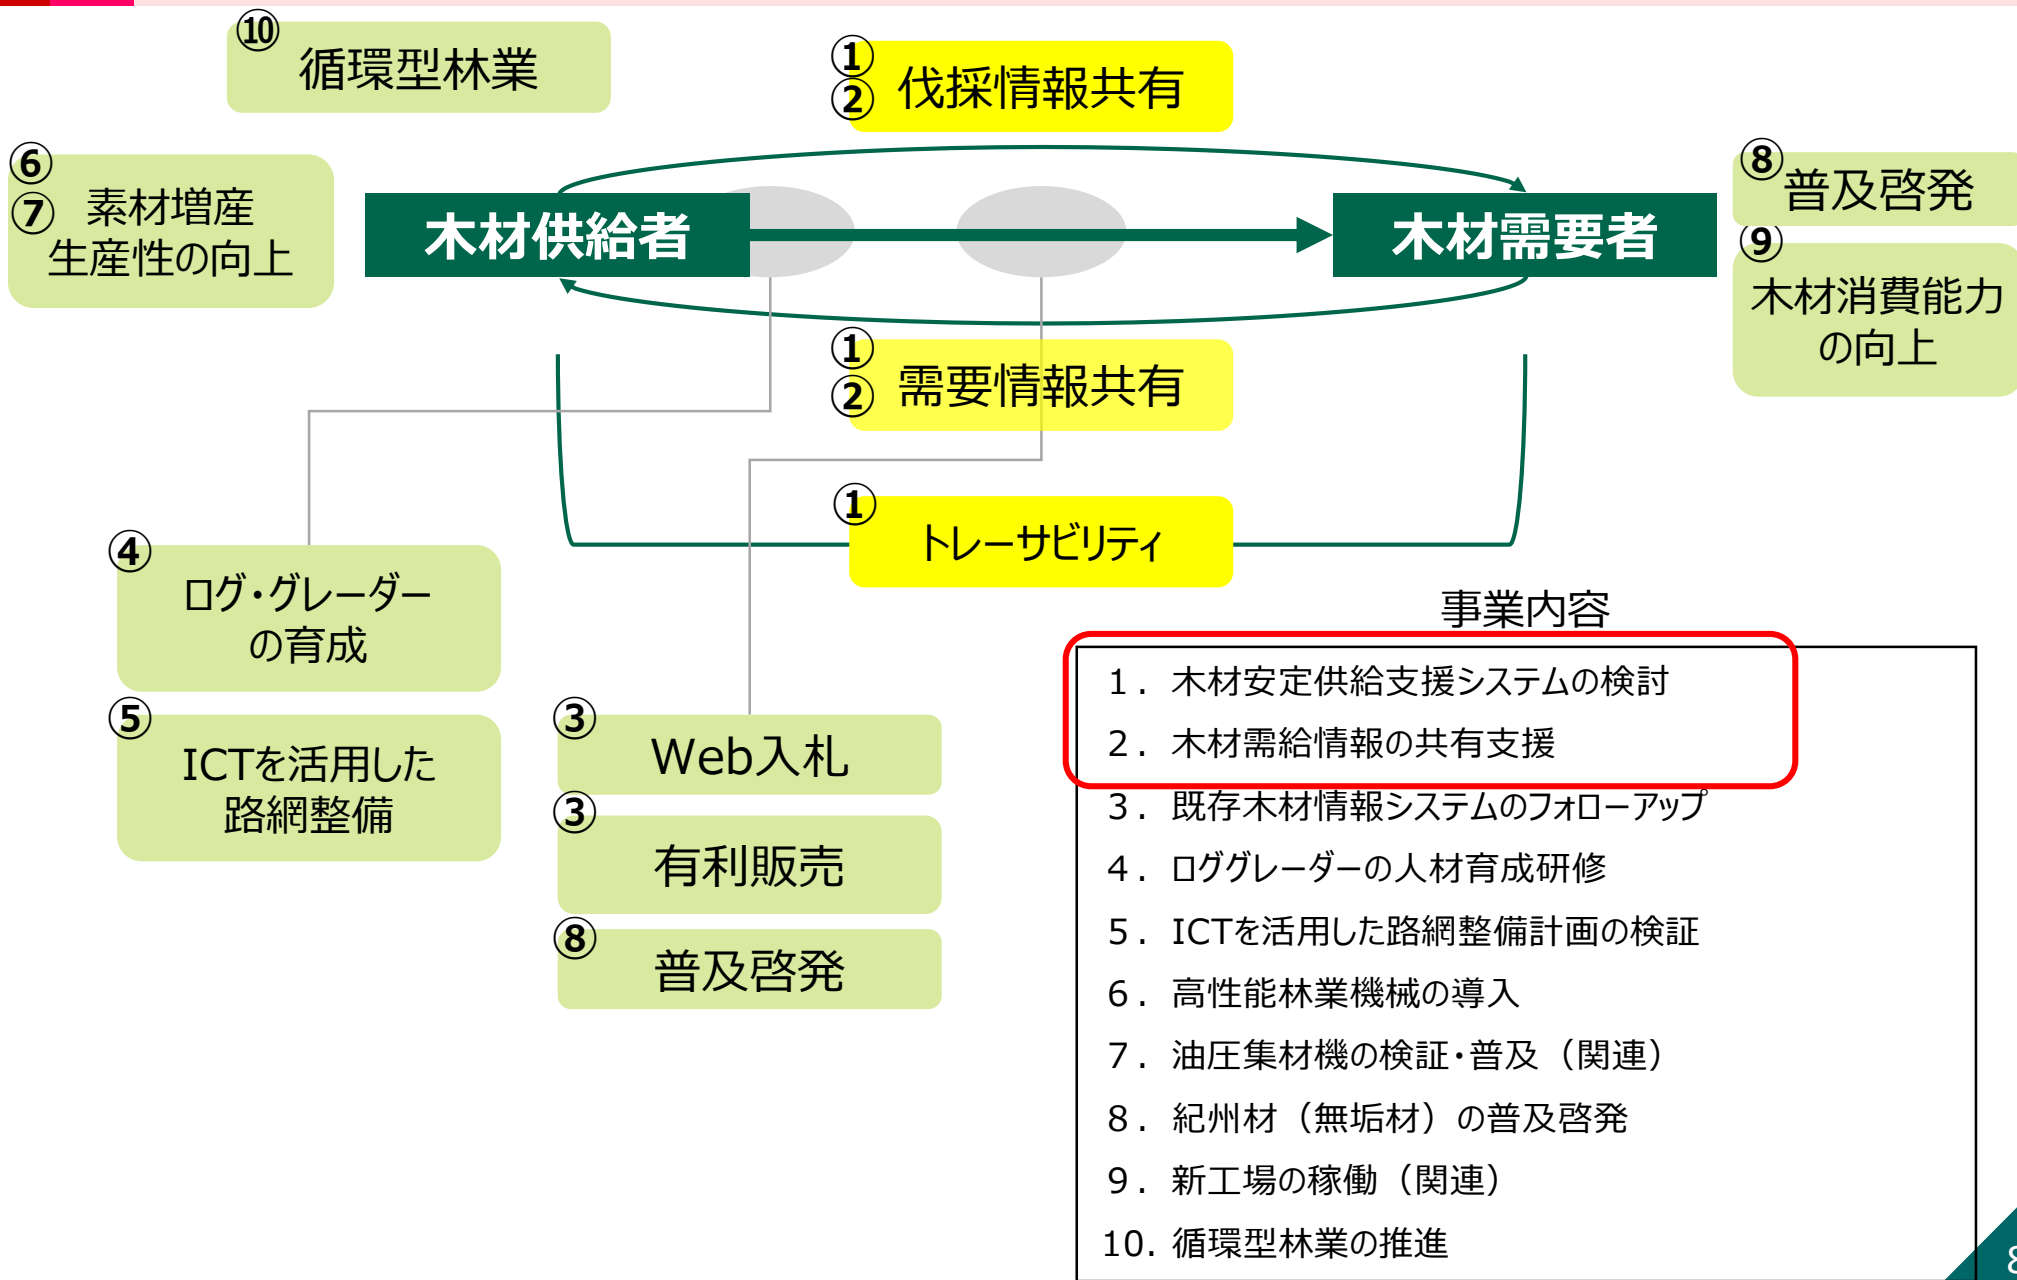 ⑩
循環型林業
①
②
伐採情報共有
⑥
⑦
素材増産
生産性の向上
木材供給者
木材需要者
⑧
普及啓発
⑨
木材消費能力
の向上
①
②
需要情報共有
①
トレーサビリティ
④
ログ・グレーダー
の育成
⑤
ICTを活用した
路網整備
③
Web入札
③
有利販売
⑧
普及啓発
事業内容
１．木材安定供給支援システムの検討
２．木材需給情報の共有支援
３．既存木材情報システムのフォローアップ
４．ロググレーダーの人材育成研修
５．ICTを活用した路網整備計画の検証
６．高性能林業機械の導入
７．油圧集材機の検証・普及（関連）
８．紀州材（無垢材）の普及啓発
９．新工場の稼働（関連）
10．循環型林業の推進
8